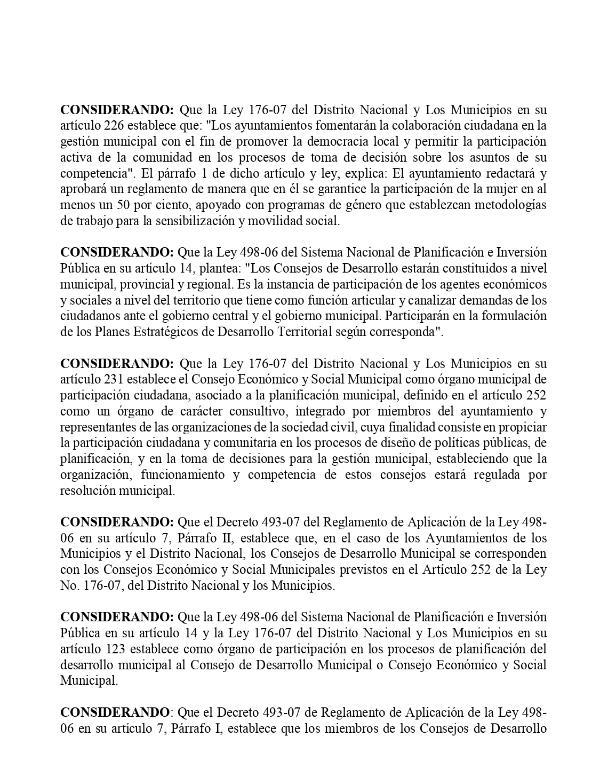 CONSIDERANDO: Que la Ley 176-07 del Distrito Nacional y Los Municipios en su
artículo 226 establece que: "Los ayuntamientos fomentarán la colaboración ciudadana en la
gestión municipal con el fin de promover la democracia local y permitir la participación
activa de la comunidad en los procesos de toma de decisión sobre los asuntos de su
competencia". El párrafo 1 de dicho artículo y ley, explica: El ayuntamiento redactará y
aprobará un reglamento de manera que en él se garantice la participación de la mujer en al
menos un 50 por ciento, apoyado con programas de género que establezcan metodologías
de trabajo para la sensibilización y movilidad social.
CONSIDERANDO: Que la Ley 498-06 del Sistema Nacional de Planificación e Inversión
Pública en su artículo 14, plantea: "Los Consejos de Desarrollo estarán constituidos a nivel
municipal, provincial y regional. Es la instancia de participación de los agentes económicos
y sociales a nivel del territorio que tiene como función articular y canalizar demandas de los
ciudadanos ante el gobierno central y el gobierno municipal. Participarán en la formulación
de los Planes Estratégicos de Desarrollo Territorial según corresponda".
CONSIDERANDO: Que la Ley 176-07 del Distrito Nacional y Los Municipios en su
artículo 231 establece el Consejo Económico y Social Municipal como órgano municipal de
participación ciudadana, asociado a la planificación municipal, definido en el artículo 252
como un órgano de carácter consultivo, integrado por miembros del ayuntamiento y
representantes de las organizaciones de la sociedad civil, cuya finalidad consiste en propiciar
la participación ciudadana y comunitaria en los procesos de diseño de políticas públicas, de
planificación, y en la toma de decisiones para la gestión municipal, estableciendo que la
organización, funcionamiento y competencia de estos consejos estará regulada por
resolución municipal.
CONSIDERANDO: Que el Decreto 493-07 del Reglamento de Aplicación de la Ley 498-
06 en su artículo 7, Párrafo II, establece que, en el caso de los Ayuntamientos de los
Municipios y el Distrito Nacional, los Consejos de Desarrollo Municipal se corresponden
con los Consejos Económico y Social Municipales previstos en el Artículo 252 de la Ley
No. 176-07, del Distrito Nacional y los Municipios.
CONSIDERANDO: Que la Ley 498-06 del Sistema Nacional de Planificación e Inversión
Pública en su artículo 14 y la Ley 176-07 del Distrito Nacional y Los Municipios en su
artículo 123 establece como órgano de participación en los procesos de planificación del
desarrollo municipal al Consejo de Desarrollo Municipal o Consejo Económico y Social
Municipal.
CONSIDERANDO: Que el Decreto 493-07 de Reglamento de Aplicación de la Ley 498-
06 en su artículo 7, Párrafo I, establece que los miembros de los Consejos de Desarrollo